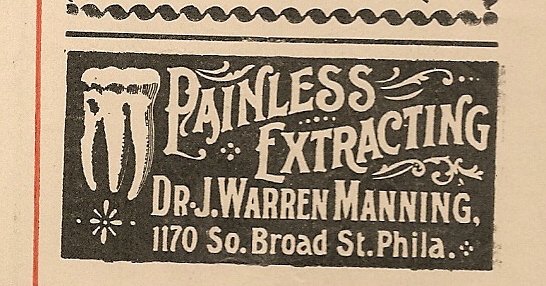 PAINLESS
EXTRACTING
DR. J. WARREN MANNING,
1170 So. Broad St. Phila.